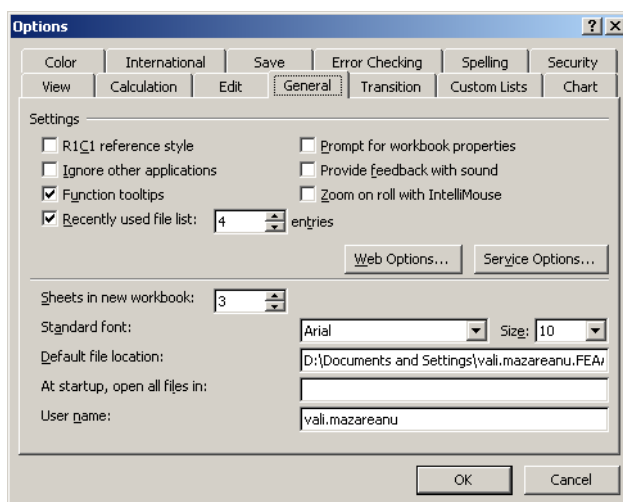 Options
Color International Save Error Checking Spelling Security
View Calculation Edit General Transition Custom Lists Chart
Settings
R1C1 reference style Prompt for workbook properties
Ignore other applications Provide feedback with sound
Function tooltips Zoom on roll with IntelliMouse
Recently used file list: 4 entries
Web Options... Service Options...
Sheets in new workbook: 3
Standard font: Arial Size: 10
Default file location: D:\Documents and Settings\vali.mazareanu.FEAA
At startup, open all files in:
User name: vali.mazareanu
OK Cancel